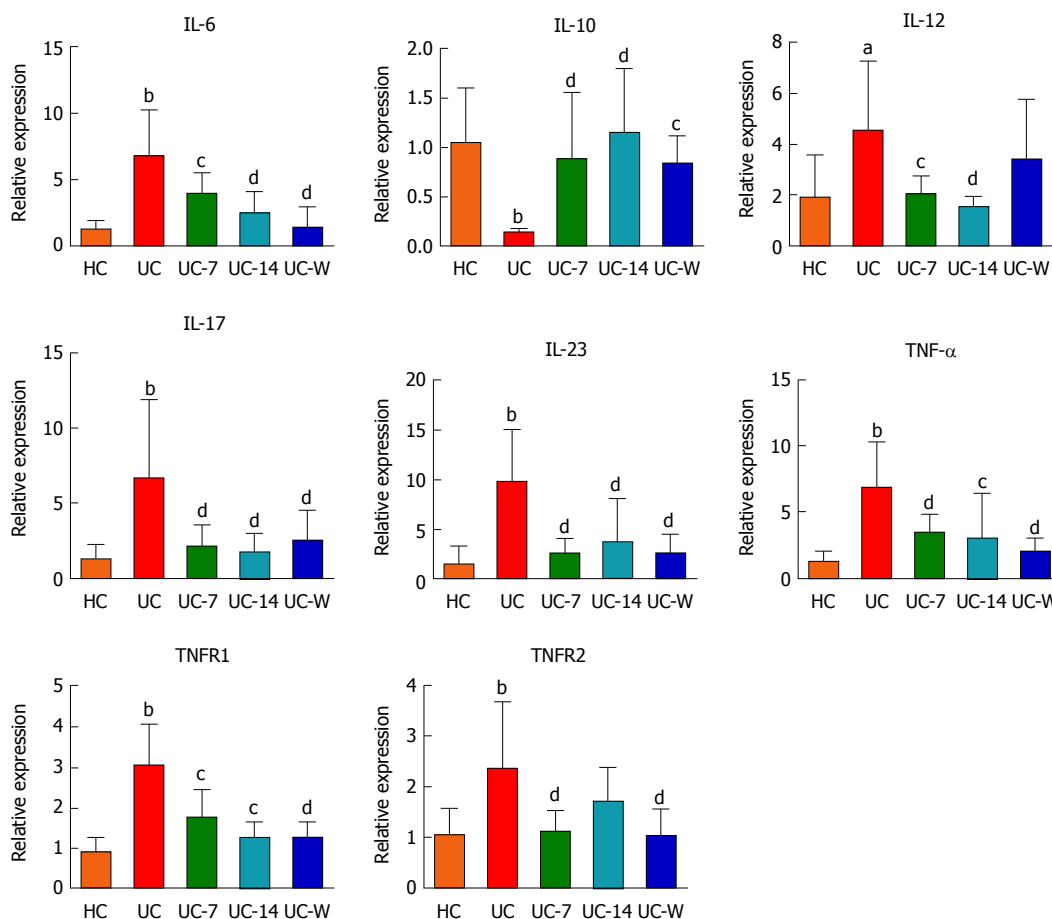 IL-6
Relative expression
15
10
5
0
b
c
d
d
HC UC UC-7 UC-14 UC-W
IL-10
Relative expression
2.0
1.5
1.0
0.5
0.0
b
d
d
c
HC UC UC-7 UC-14 UC-W
IL-12
Relative expression
8
6
4
2
0
a
c
d
HC UC UC-7 UC-14 UC-W
IL-17
Relative expression
15
10
5
0
b
d
d
d
HC UC UC-7 UC-14 UC-W
IL-23
Relative expression
20
15
10
5
0
b
d
d
d
HC UC UC-7 UC-14 UC-W
TNF-α
Relative expression
15
10
5
0
b
d
c
d
HC UC UC-7 UC-14 UC-W
TNFR1
Relative expression
5
4
3
2
1
0
b
c
c
d
HC UC UC-7 UC-14 UC-W
TNFR2
Relative expression
4
3
2
1
0
b
d
d
HC UC UC-7 UC-14 UC-W